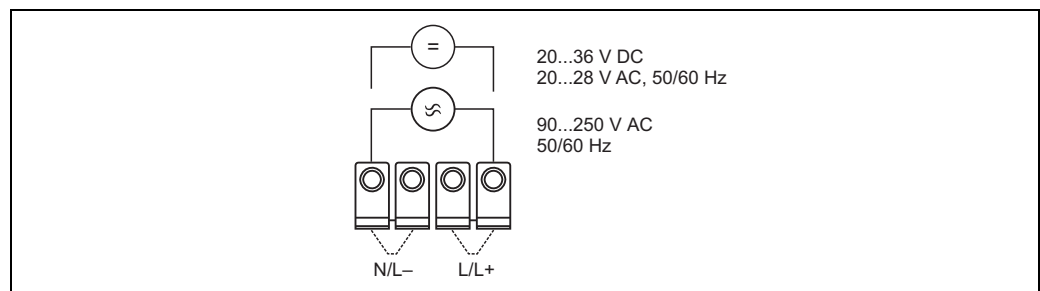 =
20...36 V DC
20...28 V AC, 50/60 Hz
90...250 V AC
50/60 Hz
N/L–
L/L+